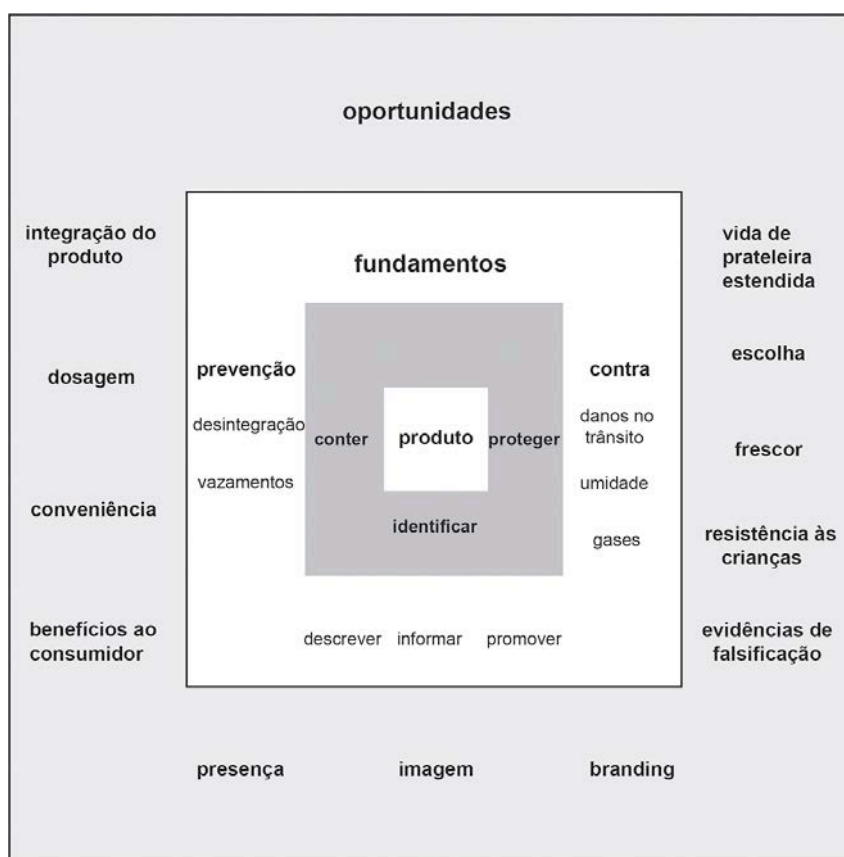 oportunidades
integração do
produto
dosagem
conveniência
benefícios ao
consumidor
fundamentos
prevenção
desintegração
vazamentos
conter
produto
proteger
identificar
contra
danos no
trânsito
umidade
gases
descrever informar promover
vida de
prateleira
estendida
escolha
frescor
resistência às
crianças
evidências de
falsificação
presença imagem branding